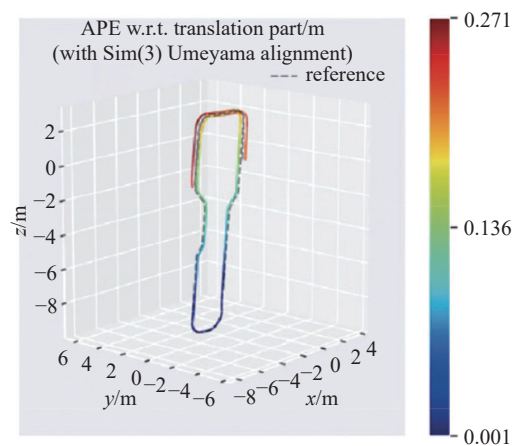 APE w.r.t. translation part/m
(with Sim(3) Umeyama alignment)
reference
0.271
0.136
0.001
z/m
2
0
−2
−4
−6
−8
6 4 2 0 −2 −4 −6
y/m
−8 −6 −4 −2 0 2 4
x/m